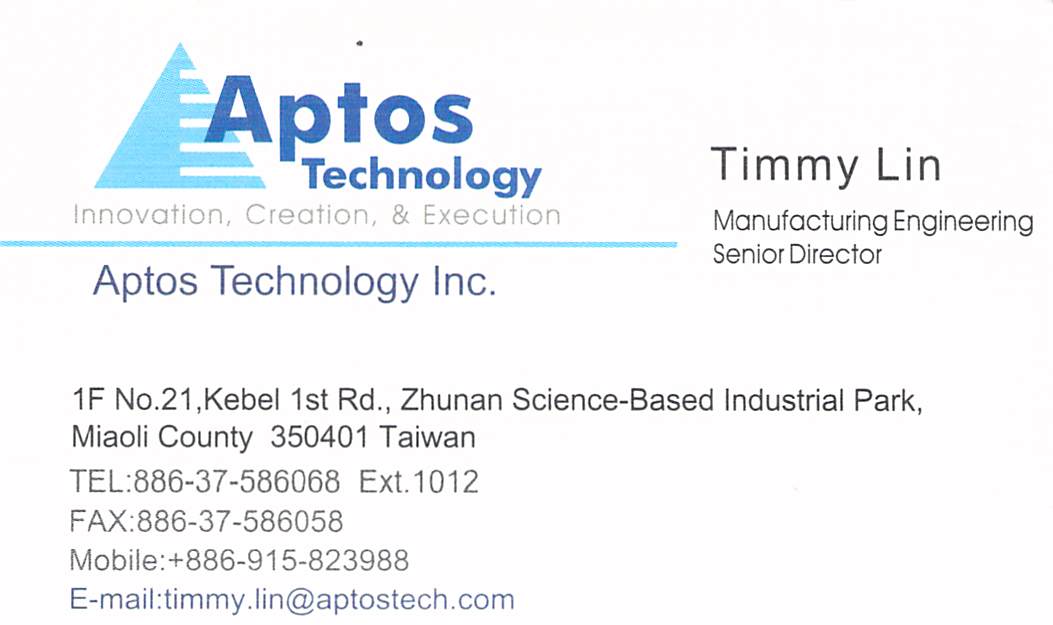 Aptos
Technology
Innovation, Creation, & Execution
Aptos Technology Inc.
Timmy Lin
Manufacturing Engineering
Senior Director
1F No.21,Kebel 1st Rd., Zhunan Science-Based Industrial Park,
Miaoli County 350401 Taiwan
TEL:886-37-586068 Ext.1012
FAX:886-37-586058
Mobile:+886-915-823988
E-mail:timmy.lin@aptostech.com